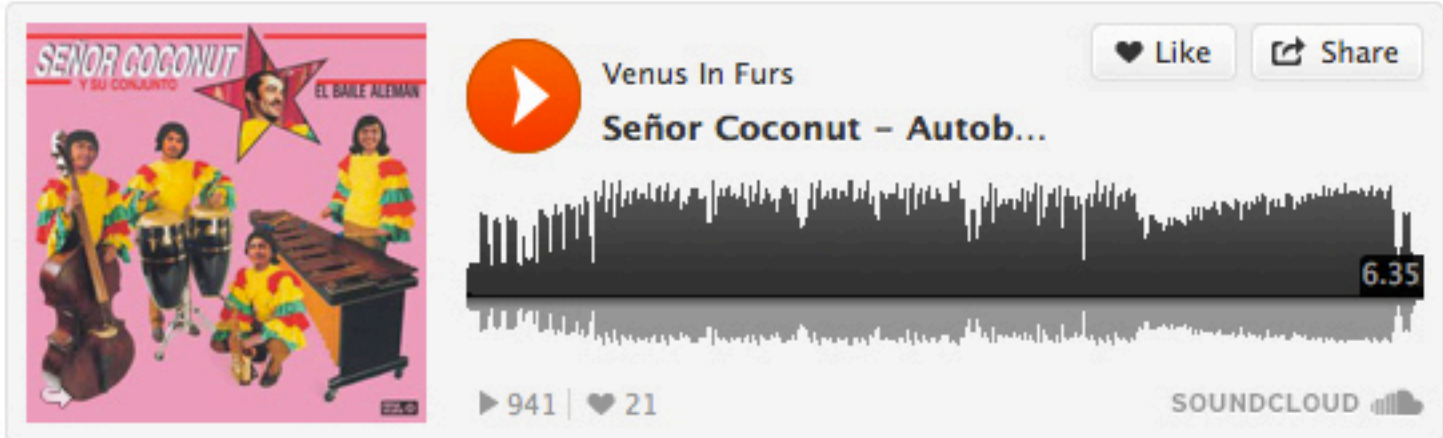 SEÑOR COCONUT
Y SU CONJUNTO
EL BAILE ALEMÁN
Venus In Furs
Señor Coconut – Autob...
Like
Share
6.35
941
21
SOUNDCLOUD